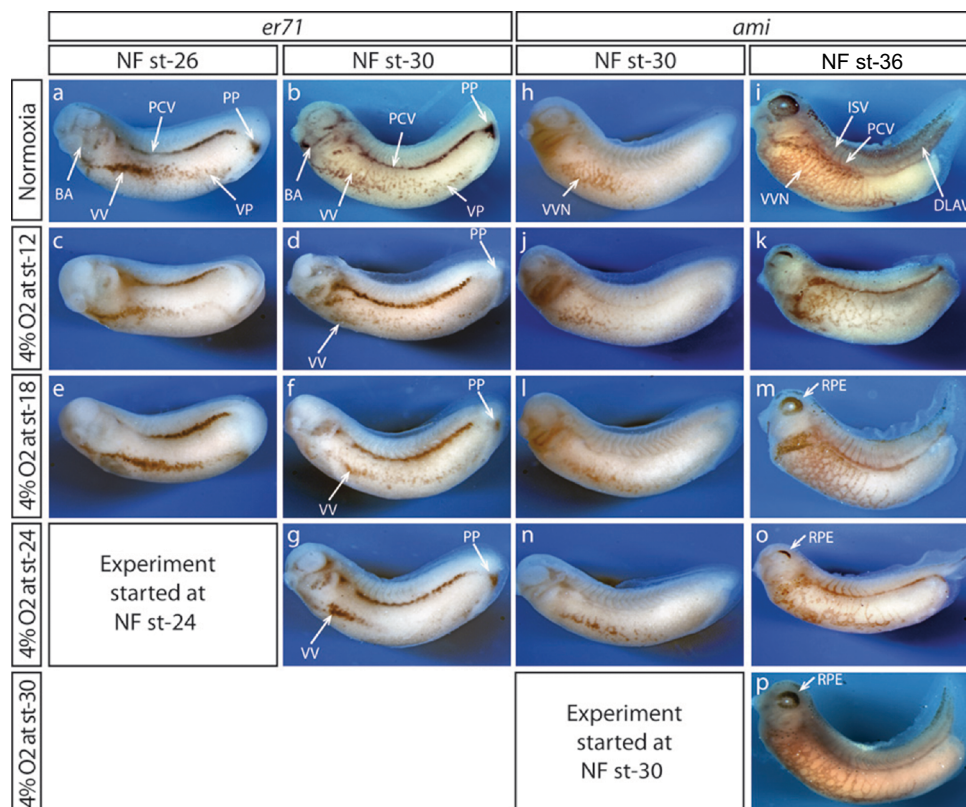 er71
ami
NF st-26
NF st-30
NF st-30
NF st-36
Normoxia
a
PCV
PP
BA
VV
VP
b
PCV
PP
BA
VV
VP
h
VVN
i
ISV
PCV
VVN
DLAV
4% O2 at st-12
c
d
PP
VV
j
k
4% O2 at st-18
e
f
PP
VV
l
m
RPE
4% O2 at st-24
Experiment
started at
NF st-24
g
PP
VV
n
o
RPE
4% O2 at st-30
Experiment
started at
NF st-30
p
RPE